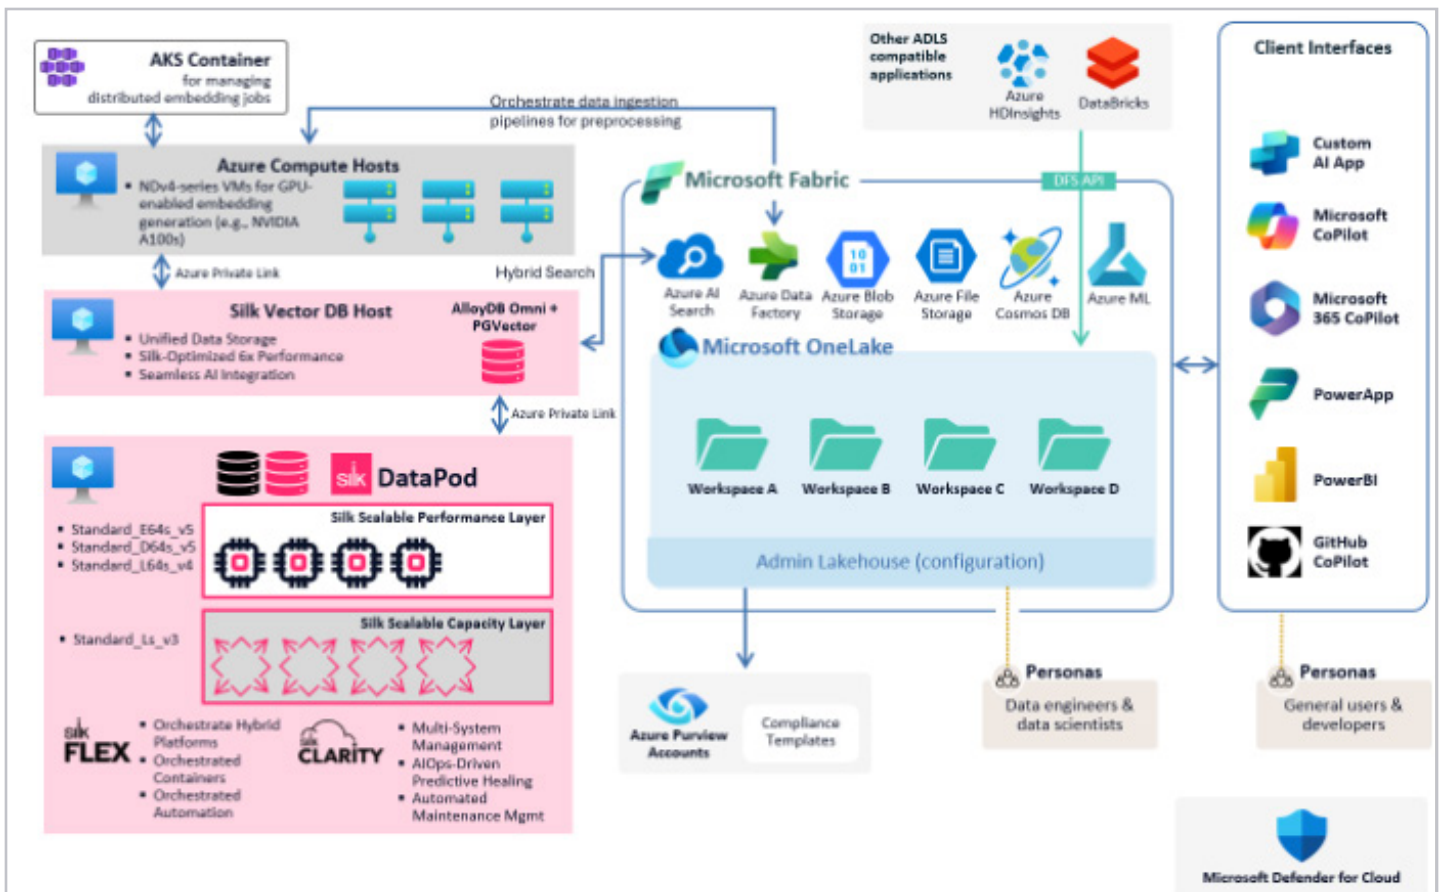 AKS Container
for managing
distributed embedding jobs
Orchestrate data ingestion
pipelines for preprocessing
Azure Compute Hosts
▪ NDv4-series VMs for GPU-
enabled embedding
generation (e.g., NVIDIA
A100s)
Azure Private Link
Hybrid Search
Silk Vector DB Host
▪ Unified Data Storage
▪ Silk-Optimized 6x Performance
▪ Seamless AI Integration
AlloyDB Omni +
PGVector
Azure Private Link
silk DataPod
▪ Standard_E64s_v5
▪ Standard_D64s_v5
▪ Standard_L64s_v4
Silk Scalable Performance Layer
▪ Standard_Ls_v3
Silk Scalable Capacity Layer
silk
FLEX
▪ Orchestrate Hybrid
Platforms
▪ Orchestrated
Containers
▪ Orchestrated
Automation
silk
CLARITY
▪ Multi-System
Management
▪ AIOps-Driven
Predictive Healing
▪ Automated
Maintenance Mgmt
Other ADLS
compatible
applications
Azure
HDInsights
DataBricks
Microsoft Fabric
DFS API
Azure AI
Search
Azure Data
Factory
10
01
Azure Blob
Storage
Azure File
Storage
Azure
Cosmos DB
Azure ML
Microsoft OneLake
Workspace A
Workspace B
Workspace C
Workspace D
Admin Lakehouse (configuration)
Azure Purview
Accounts
Compliance
Templates
Personas
Data engineers &
data scientists
Client Interfaces
Custom
AI App
Microsoft
CoPilot
Microsoft
365 CoPilot
PowerApp
PowerBI
GitHub
CoPilot
Personas
General users &
developers
Microsoft Defender for Cloud